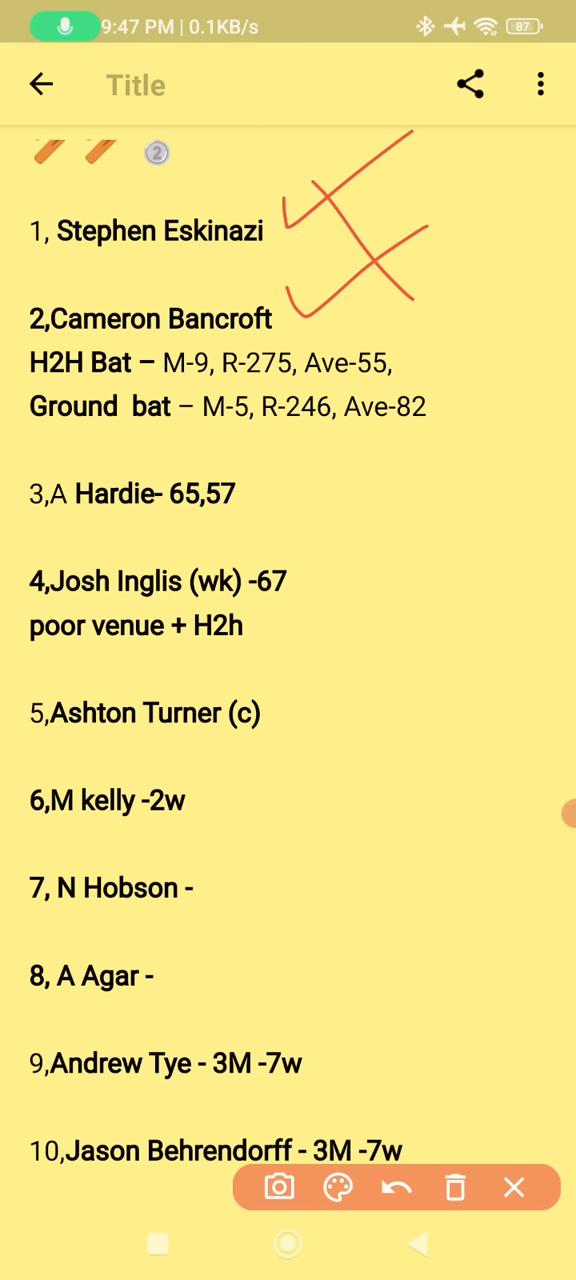 9:47 PM | 0.1KB/s
87
Title
2
1, Stephen Eskinazi
2,Cameron Bancroft
H2H Bat – M-9, R-275, Ave-55,
Ground  bat – M-5, R-246, Ave-82
3,A Hardie- 65,57
4,Josh Inglis (wk) -67
poor venue + H2h
5,Ashton Turner (c)
6,M kelly -2w
7, N Hobson -
8, A Agar -
9,Andrew Tye - 3M -7w
10,Jason Behrendorff - 3M -7w